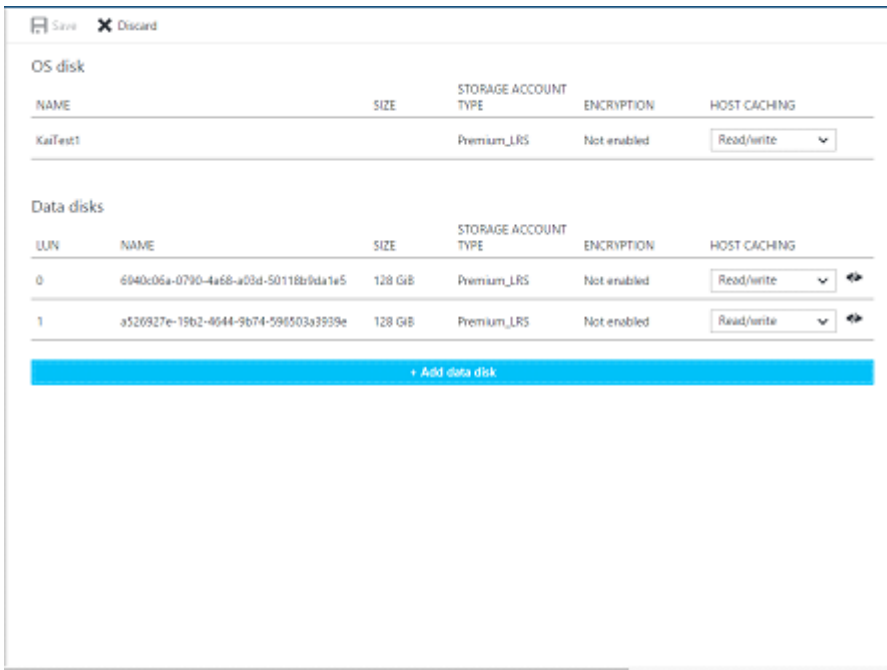 Save Discard
OS disk
STORAGE ACCOUNT
NAME SIZE TYPE ENCRYPTION HOST CACHING
KaiTest1 Premium_LRS Not enabled Read/write
Data disks
STORAGE ACCOUNT
LUN NAME SIZE TYPE ENCRYPTION HOST CACHING
0 6940c06a-0790-4a68-a03d-50118b9da1e5 128 GiB Premium_LRS Not enabled Read/write
1 a526927e-19b2-4644-9b74-596503a3939e 128 GiB Premium_LRS Not enabled Read/write
+ Add data disk